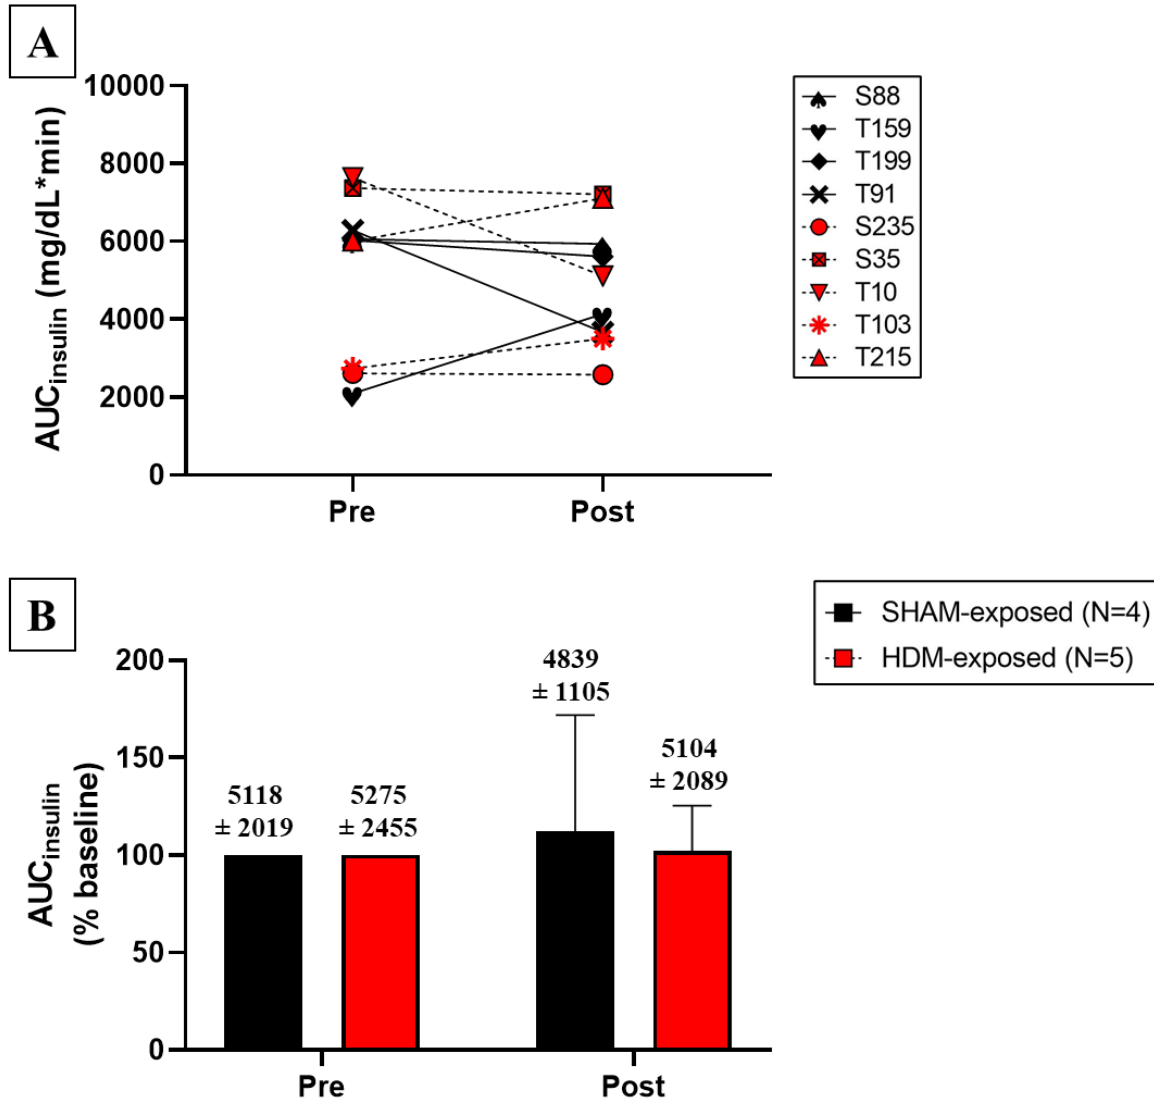 A
AUCinsulin (mg/dL*min)
10000
8000
6000
4000
2000
0
Pre
Post
S88
T159
T199
T91
S235
S35
T10
T103
T215
B
SHAM-exposed (N=4)
HDM-exposed (N=5)
AUCinsulin
(% baseline)
200
150
100
50
0
5118
± 2019
5275
± 2455
4839
± 1105
5104
± 2089
Pre
Post